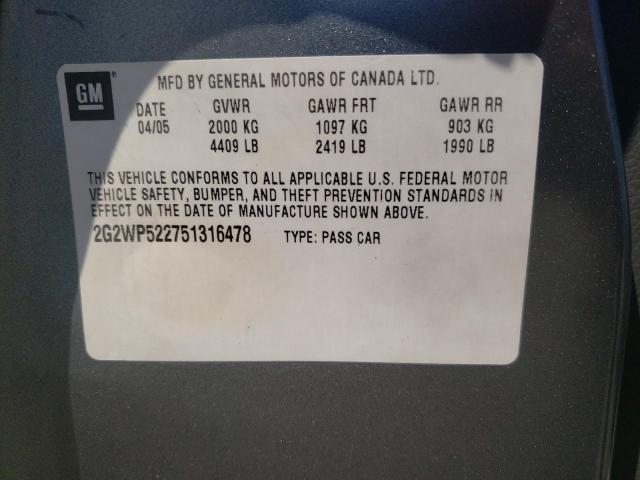 GM®
MFD BY GENERAL MOTORS OF CANADA LTD.
DATE GVWR GAWR FRT GAWR RR
04/05 2000 KG 1097 KG 903 KG
4409 LB 2419 LB 1990 LB
THIS VEHICLE CONFORMS TO ALL APPLICABLE U.S. FEDERAL MOTOR
VEHICLE SAFETY, BUMPER, AND THEFT PREVENTION STANDARDS IN
EFFECT ON THE DATE OF MANUFACTURE SHOWN ABOVE.
2G2WP522751316478 TYPE: PASS CAR